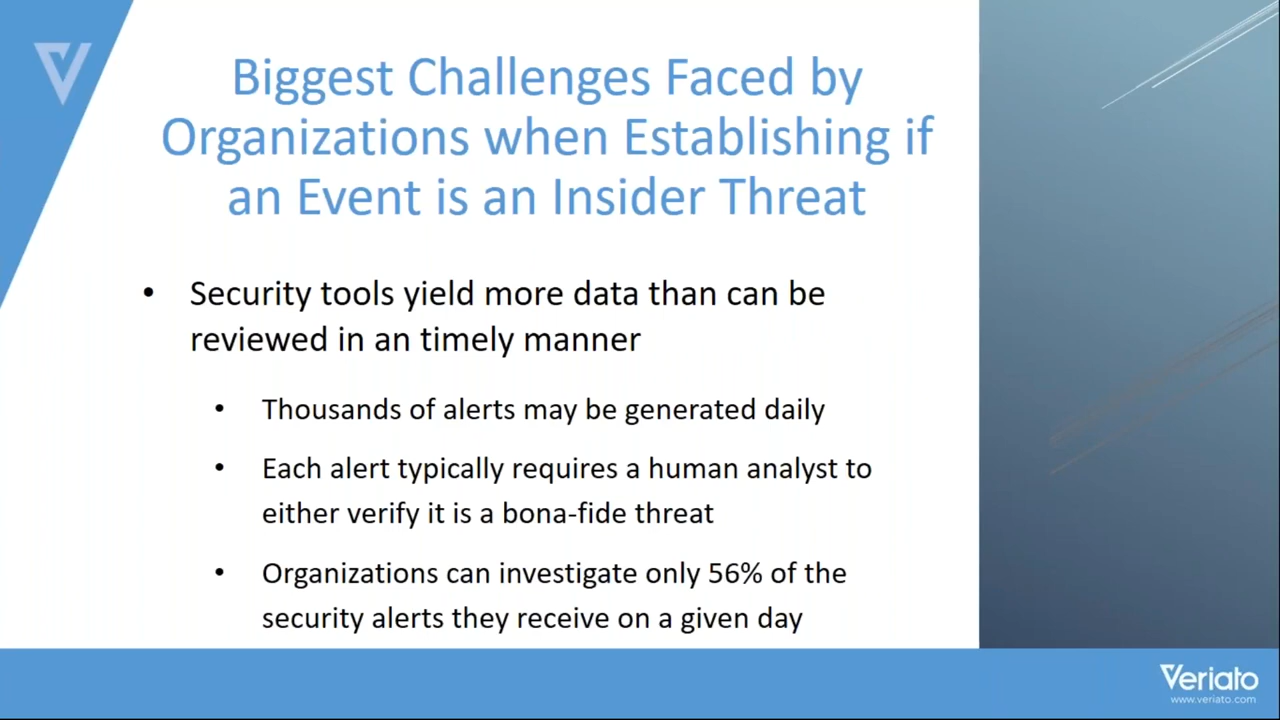 Biggest Challenges Faced by
Organizations when Establishing if
an Event is an Insider Threat
• Security tools yield more data than can be
reviewed in an timely manner
• Thousands of alerts may be generated daily
• Each alert typically requires a human analyst to
either verify it is a bona-fide threat
• Organizations can investigate only 56% of the
security alerts they receive on a given day
Veriato
www.veriato.com